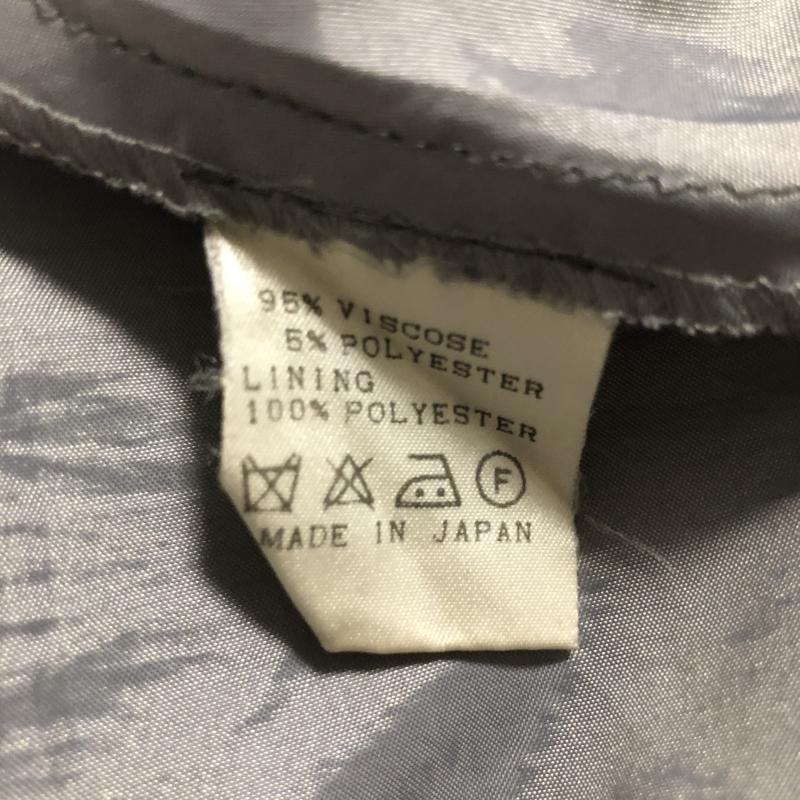 95% VISCOSE
5% POLYESTER
LINING
100% POLYESTER
F
MADE IN JAPAN